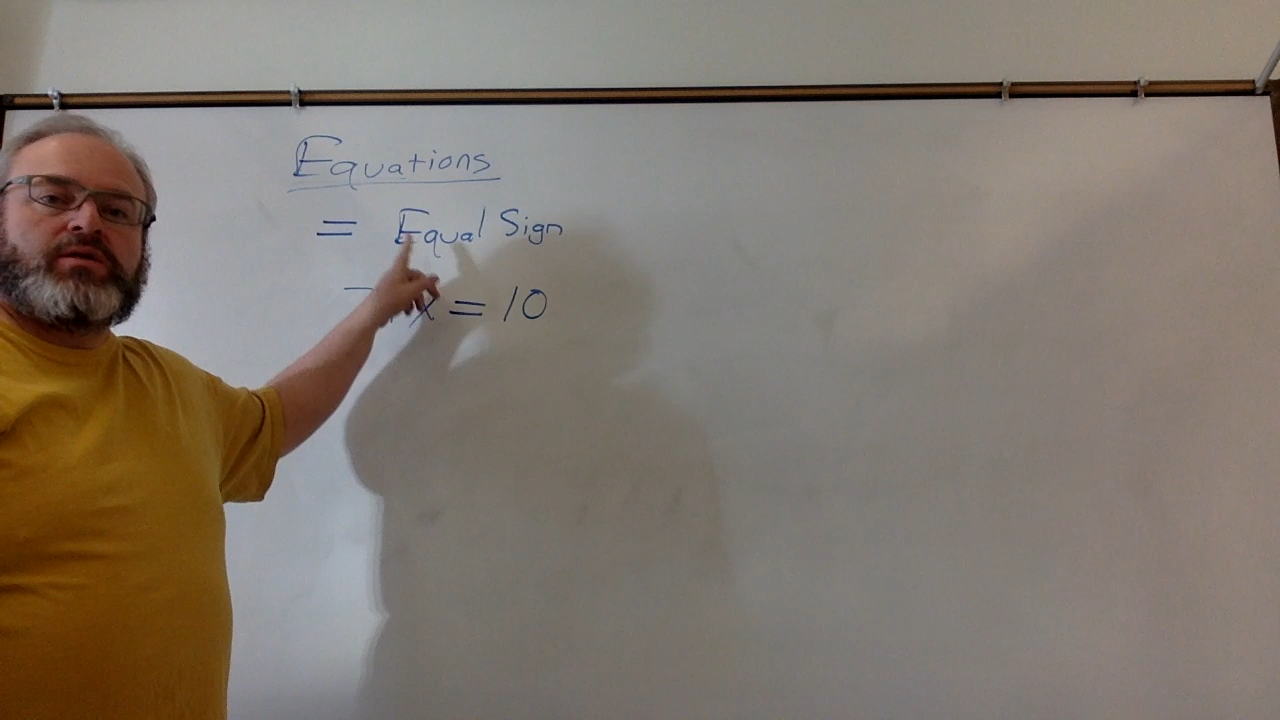 Equations
= Equal Sign
x = 10